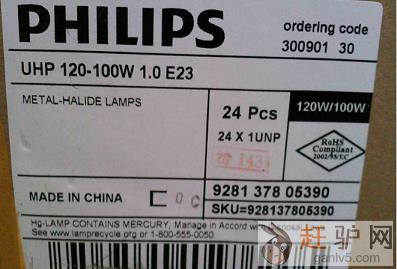 PHILIPS
ordering code
300901 30
UHP 120-100W 1.0 E23
METAL-HALIDE LAMPS
24 Pcs
24 X 1UNP
120W/100W
RoHS
Compliant
2002/95/EC
143
MADE IN CHINA
9281 378 05390
SKU=928137805390
Hg-LAMP CONTAINS MERCURY, Manage in Accord
See www.lamprecycle.org or 1-800-555-0050
赶驴网
ganlv5.com